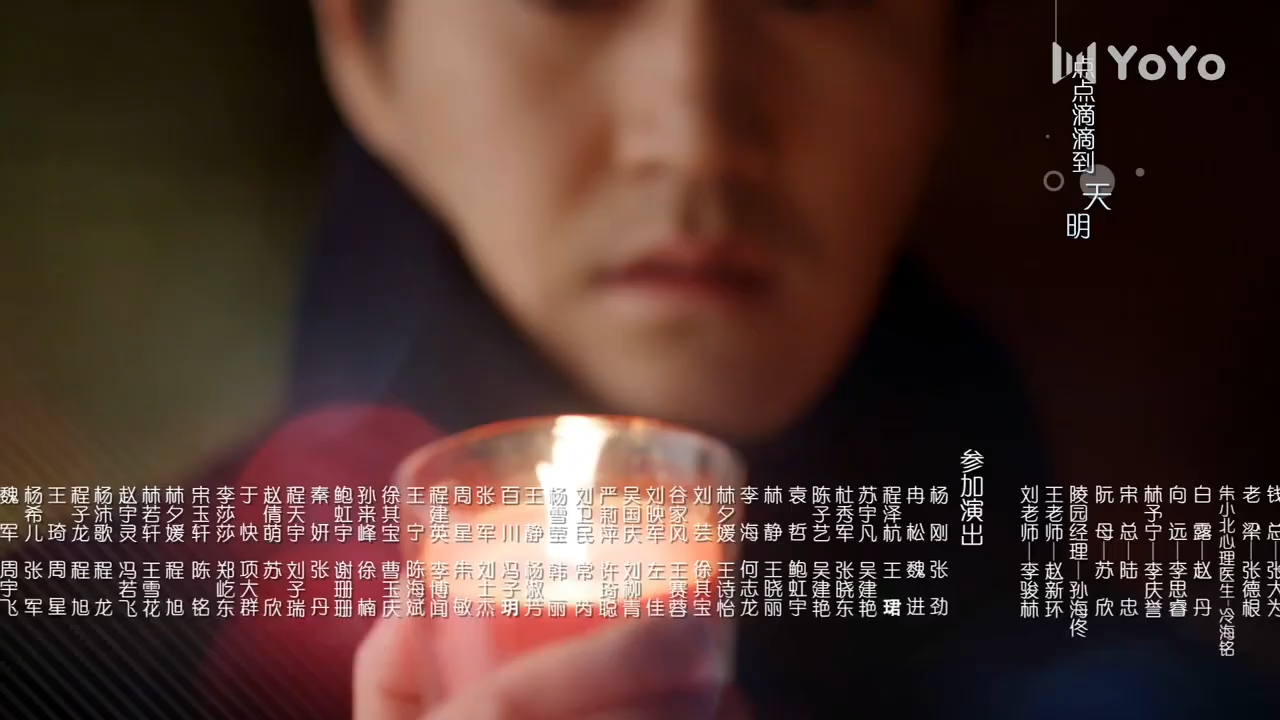 YoYo
点点滴滴到天明
老梁—张德根
朱小北心理医生—冷海铭
白露—赵丹
向远—李思睿
林予宁—李庆誉
宋总—陆忠
阮母—苏欣
陵园经理—孙海佟
王老师—赵新环
刘老师—李骏林
参加演出
杨刚 冉松 程泽杭 苏宇凡 杜秀军 陈子艺 袁哲 林静 李海 林夕媛 刘芸 谷家风 刘映军 吴国庆 严莉萍 刘卫民 杨雪莹 王静 百川 张军 周星 程建英 王宁 徐其宝 孙来峰 鲍虹宇 秦妍 程天宇 赵倩萌 于快 李莎莎 宋玉轩 林夕媛 林若轩 赵宇灵 杨沛歌 程子龙 王琦 杨希儿 魏军
张劲 魏进 王珺 吴建艳 张晓东 吴建艳 鲍虹宇 王晓丽 何志龙 王诗怡 徐其宝 王赛蓉 左佳 刘柳青 许琦聪 韩丽 杨淑芳 冯子玥 刘士杰 朱敏 李博闻 陈海斌 曹玉庆 徐楠 谢珊珊 张丹 刘子瑞 苏欣 项大群 郑屹东 陈铭 程旭 王雪花 冯若飞 程龙 程旭 周星 张军 周宇飞